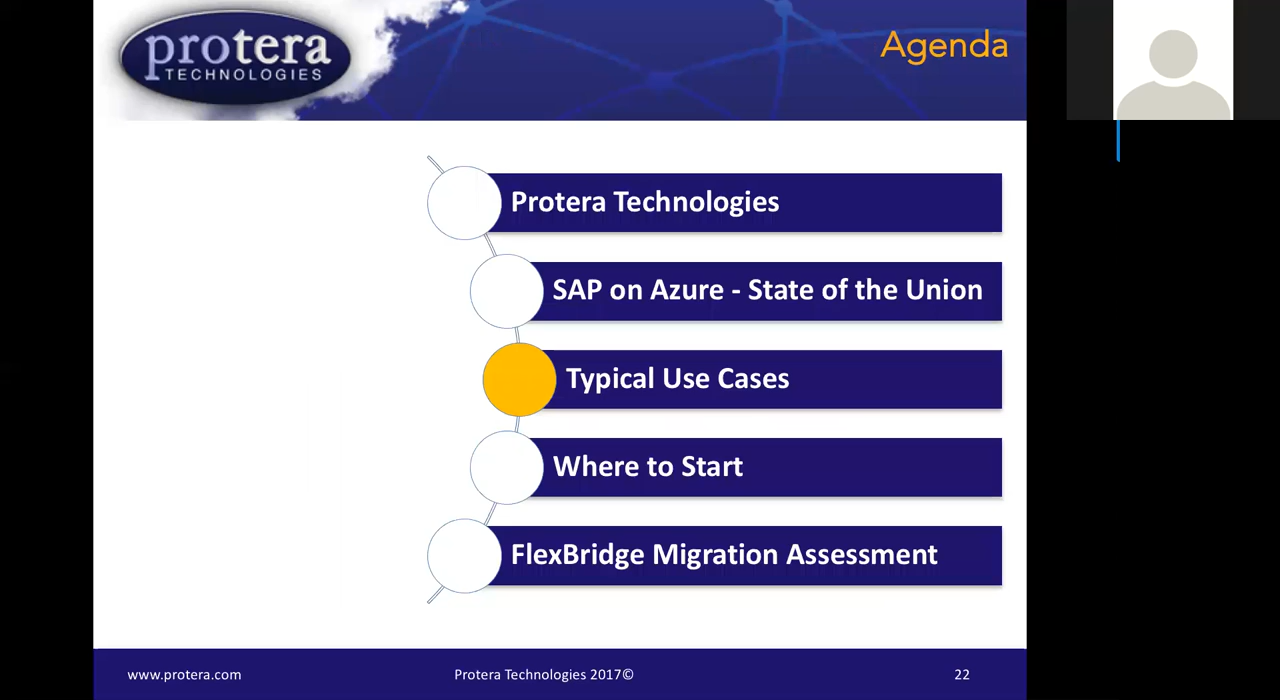 protera
TECHNOLOGIES
Agenda
Protera Technologies
SAP on Azure - State of the Union
Typical Use Cases
Where to Start
FlexBridge Migration Assessment
www.protera.com
Protera Technologies 2017©
22